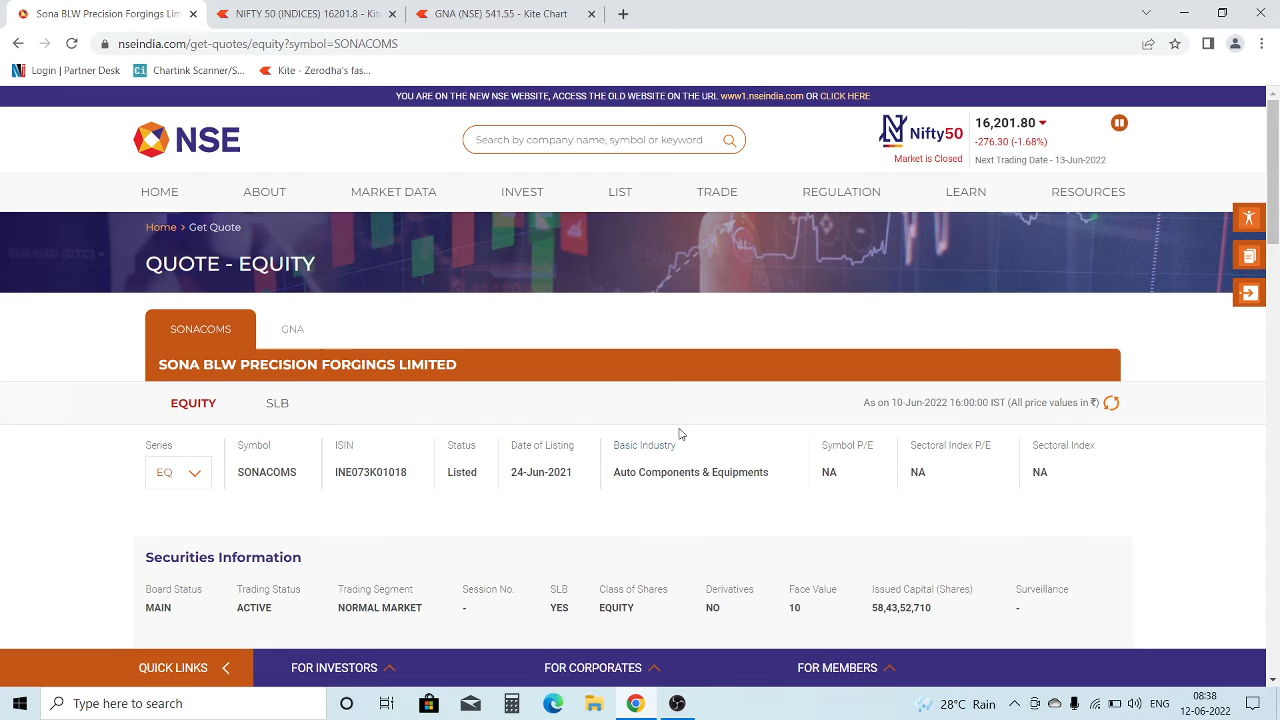 Sona Blw Precision Forgings Lim
NIFTY 50 (INDICES) 16201.8 - K
GNA (NSE) 541.55 - Kite Chart
nseindia.com/get-quotes/equity?symbol=SONACOMS
Login | Partner Desk
Chartink Scanner/S...
Kite - Zerodha's fas...
YOU ARE ON THE NEW NSE WEBSITE, ACCESS THE OLD WEBSITE ON THE URL www1.nseindia.com OR CLICK HERE
NSE
Search by company name, symbol or keyword
Nifty50
Market is Closed
16,201.80
-276.30 (-1.68%)
Next Trading Date - 13-Jun-2022
HOME ABOUT MARKET DATA INVEST LIST TRADE REGULATION LEARN RESOURCES
Home > Get Quote
QUOTE - EQUITY
SONACOMS GNA
SONA BLW PRECISION FORGINGS LIMITED
EQUITY SLB As on 10-Jun-2022 16:00:00 IST (All price values in ₹)
Series Symbol ISIN Status Date of Listing Basic Industry Symbol P/E Sectoral Index P/E Sectoral Index
EQ SONACOMS INE073K01018 Listed 24-Jun-2021 Auto Components & Equipments NA NA NA
Securities Information
Board Status Trading Status Trading Segment Session No. SLB Class of Shares Derivatives Face Value Issued Capital (Shares) Surveillance
MAIN ACTIVE NORMAL MARKET - YES EQUITY NO 10 58,43,52,710 -
QUICK LINKS FOR INVESTORS FOR CORPORATES FOR MEMBERS
Type here to search
28°C Rain
ENG
08:38
12-06-2022